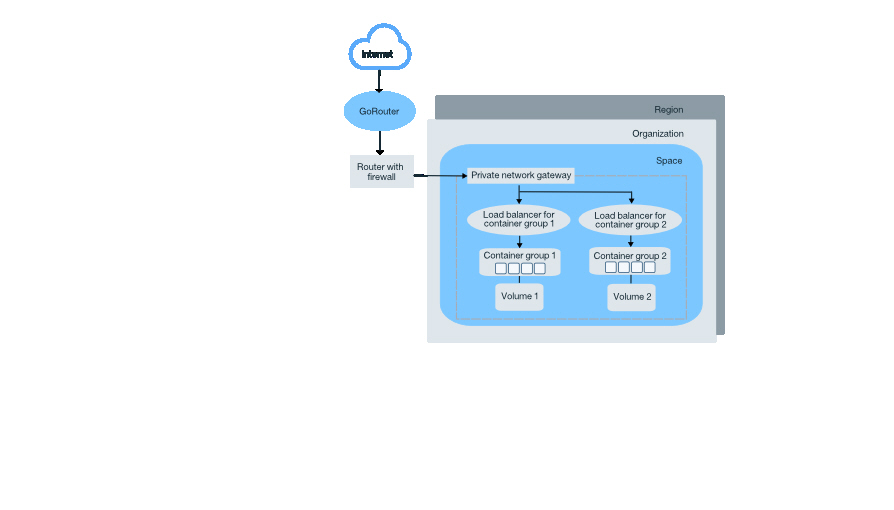 Internet
GoRouter
Region
Organization
Space
Router with
firewall
Private network gateway
Load balancer for
container group 1
Load balancer for
container group 2
Container group 1
Container group 2
Volume 1
Volume 2